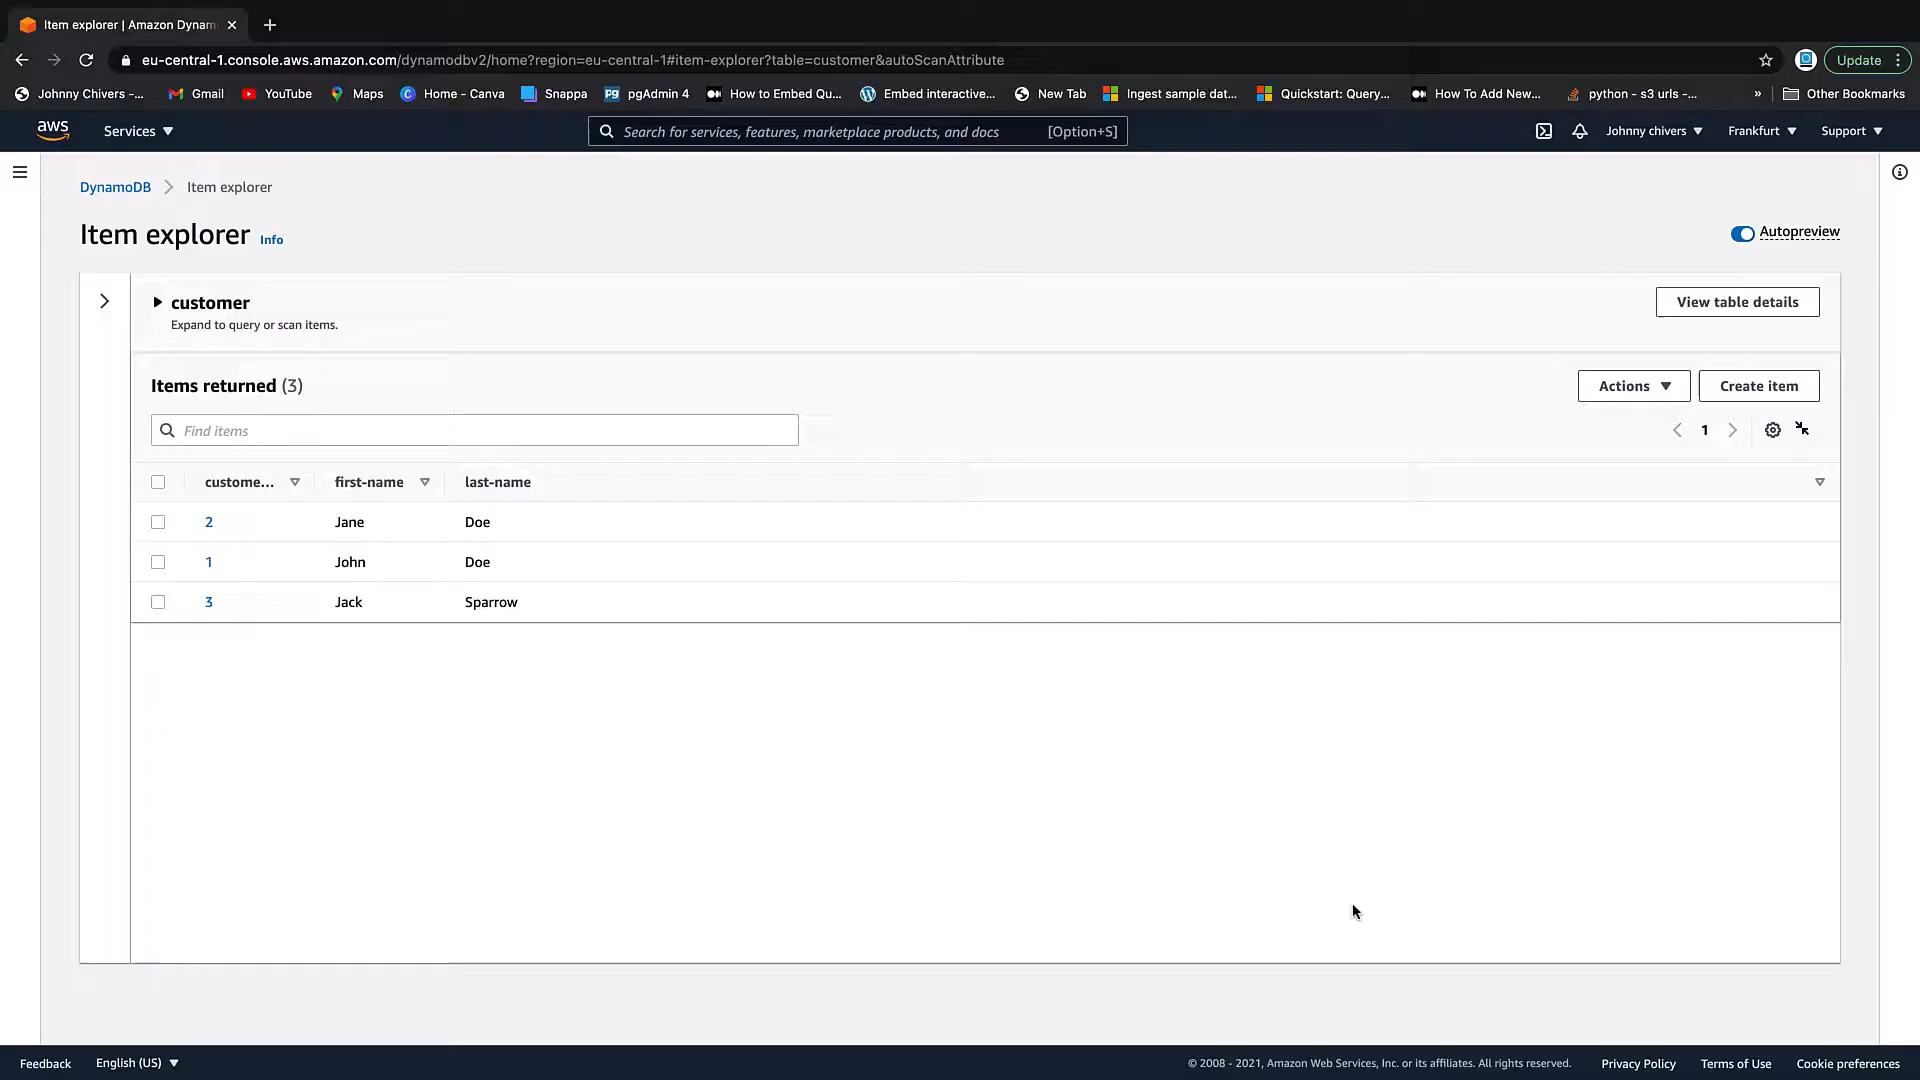 Item explorer | Amazon Dynam
eu-central-1.console.aws.amazon.com/dynamodbv2/home?region=eu-central-1#item-explorer?table=customer&autoScanAttribute
Update
Johnny Chivers –... Gmail YouTube Maps Home - Canva Snappa pgAdmin 4 How to Embed Qu... Embed interactive... New Tab Ingest sample dat... Quickstart: Query... How To Add New... python - s3 urls -... » Other Bookmarks
aws Services Search for services, features, marketplace products, and docs [Option+S] Johnny chivers Frankfurt Support
DynamoDB Item explorer
Item explorer Info Autopreview
customer View table details
Expand to query or scan items.
Items returned (3) Actions Create item
Find items 1
custome... first-name last-name
2 Jane Doe
1 John Doe
3 Jack Sparrow
Feedback English (US) © 2008 - 2021, Amazon Web Services, Inc. or its affiliates. All rights reserved. Privacy Policy Terms of Use Cookie preferences